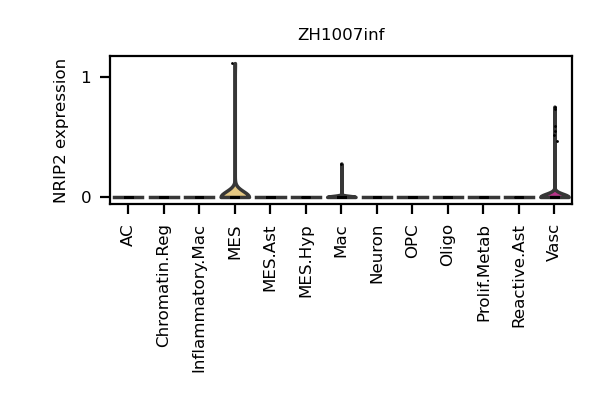 ZH1007inf
NRIP2 expression
1
0
AC
Chromatin.Reg
Inflammatory.Mac
MES
MES.Ast
MES.Hyp
Mac
Neuron
OPC
Oligo
Prolif.Metab
Reactive.Ast
Vasc